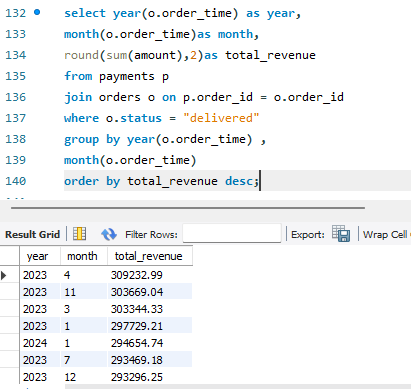 132 select year(o.order_time) as year,
133 month(o.order_time)as month,
134 round(sum(amount),2)as total_revenue
135 from payments p
136 join orders o on p.order_id = o.order_id
137 where o.status = "delivered"
138 group by year(o.order_time) ,
139 month(o.order_time)
140 order by total_revenue desc;
Result Grid Filter Rows: Export: Wrap Cell
year month total_revenue
2023 4 309232.99
2023 11 303669.04
2023 3 303344.33
2023 1 297729.21
2024 1 294654.74
2023 7 293469.18
2023 12 293296.25